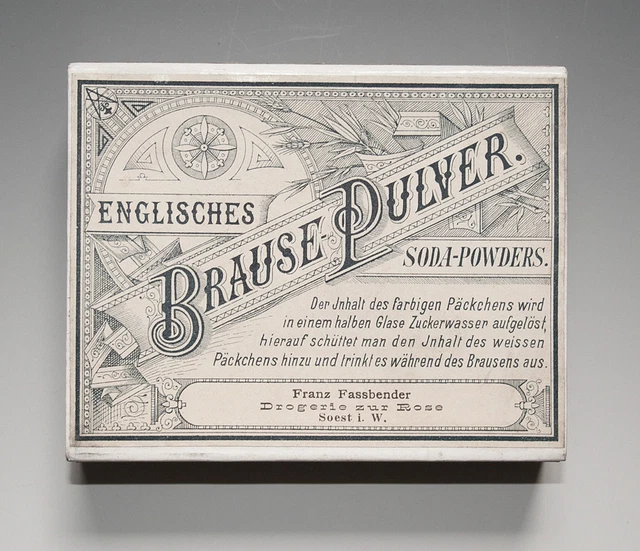 ENGLISCHES
BRAUSE-PULVER.
SODA-POWDERS.
Der Jnhalt des farbigen Päckchens wird
in einem halben Glase Zuckerwasser aufgelöst,
hierauf schüttet man den Jnhalt des weissen
Päckchens hinzu und trinkt es während des Brausens aus.
Franz Fassbender
Drogerie zur Rose
Soest i. W.